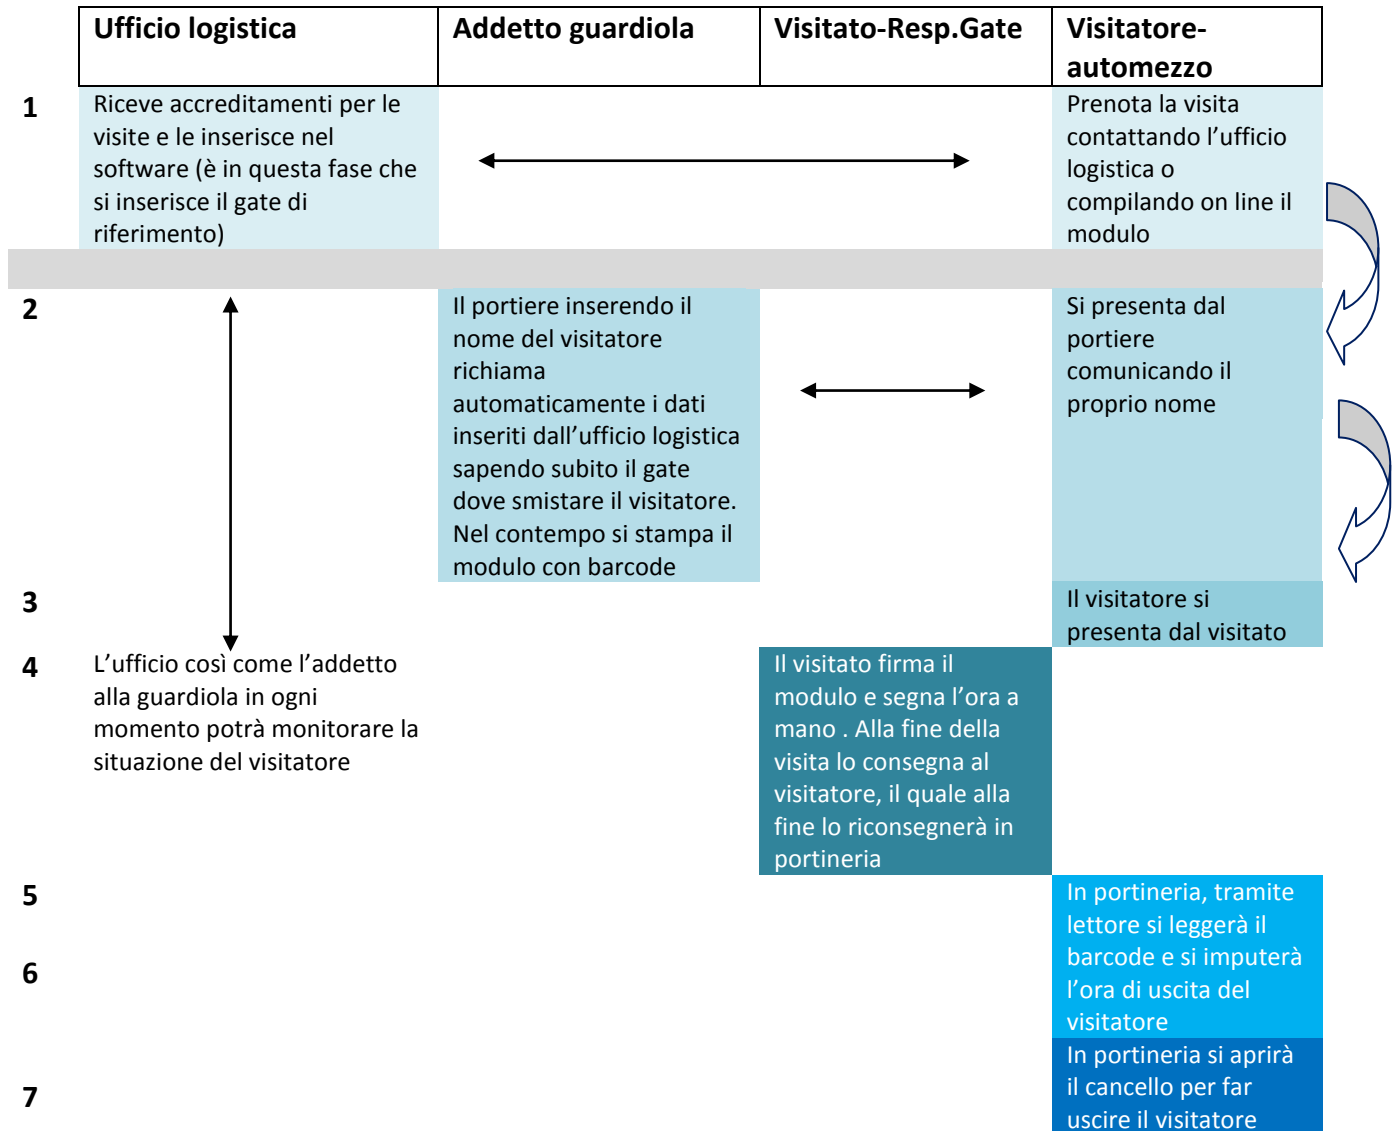 Ufficio logistica
Addetto guardiola
Visitato-Resp.Gate
Visitatore-
automezzo
1
Riceve accreditamenti per le
visite e le inserisce nel
software (è in questa fase che
si inserisce il gate di
riferimento)
Prenota la visita
contattando l’ufficio
logistica o
compilando on line il
modulo
2
Il portiere inserendo il
nome del visitatore
richiama
automaticamente i dati
inseriti dall’ufficio logistica
sapendo subito il gate
dove smistare il visitatore.
Nel contempo si stampa il
modulo con barcode
Si presenta dal
portiere
comunicando il
proprio nome
3
Il visitatore si
presenta dal visitato
4
L’ufficio così come l’addetto
alla guardiola in ogni
momento potrà monitorare la
situazione del visitatore
Il visitato firma il
modulo e segna l’ora a
mano . Alla fine della
visita lo consegna al
visitatore, il quale alla
fine lo riconsegnerà in
portineria
5
In portineria, tramite
lettore si leggerà il
barcode e si imputerà
l’ora di uscita del
visitatore
6
In portineria si aprirà
il cancello per far
uscire il visitatore
7